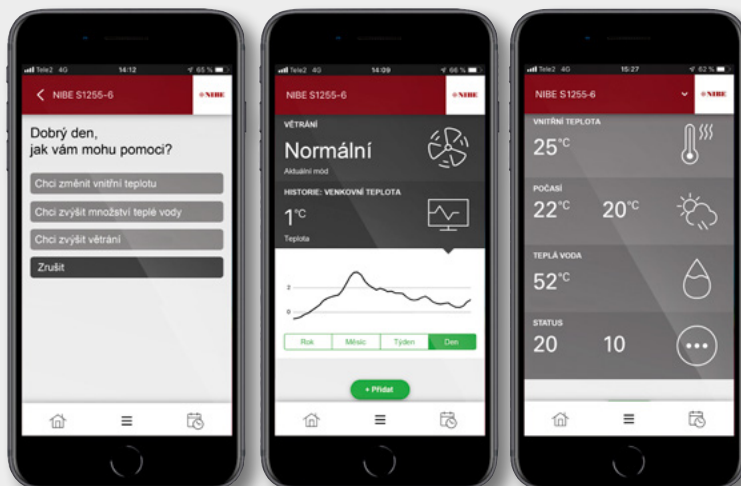 Tele2 4G 14:12 65 %
NIBE S1255-6
NIBE
Dobrý den,
jak vám mohu pomoci?
Chci změnit vnitřní teplotu
Chci zvýšit množství teplé vody
Chci zvýšit větrání
Zrušit
Tele2 4G 14:09 66 %
NIBE S1255-6
NIBE
VĚTRÁNÍ
Normální
Aktuální mód
HISTORIE: VENKOVNÍ TEPLOTA
1°C
Teplota
2
0
Rok Měsíc Týden Den
+ Přidat
Tele2 4G 15:27 62 %
NIBE S1255-6
NIBE
VNITŘNÍ TEPLOTA
25°C
POČASÍ
22°C 20°C
TEPLÁ VODA
52°C
STATUS
20 10